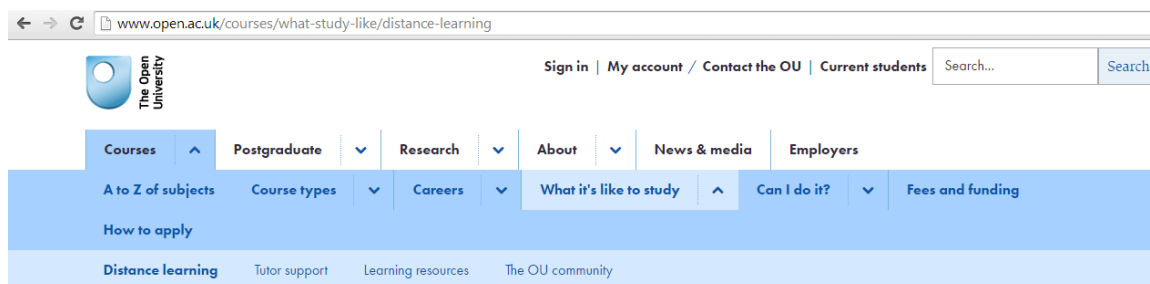 www.open.ac.uk/courses/what-study-like/distance-learning
The Open
University
Sign in | My account / Contact the OU | Current students Search... Search
Courses Postgraduate Research About News & media Employers
A to Z of subjects Course types Careers What it's like to study Can I do it? Fees and funding
How to apply
Distance learning Tutor support Learning resources The OU community